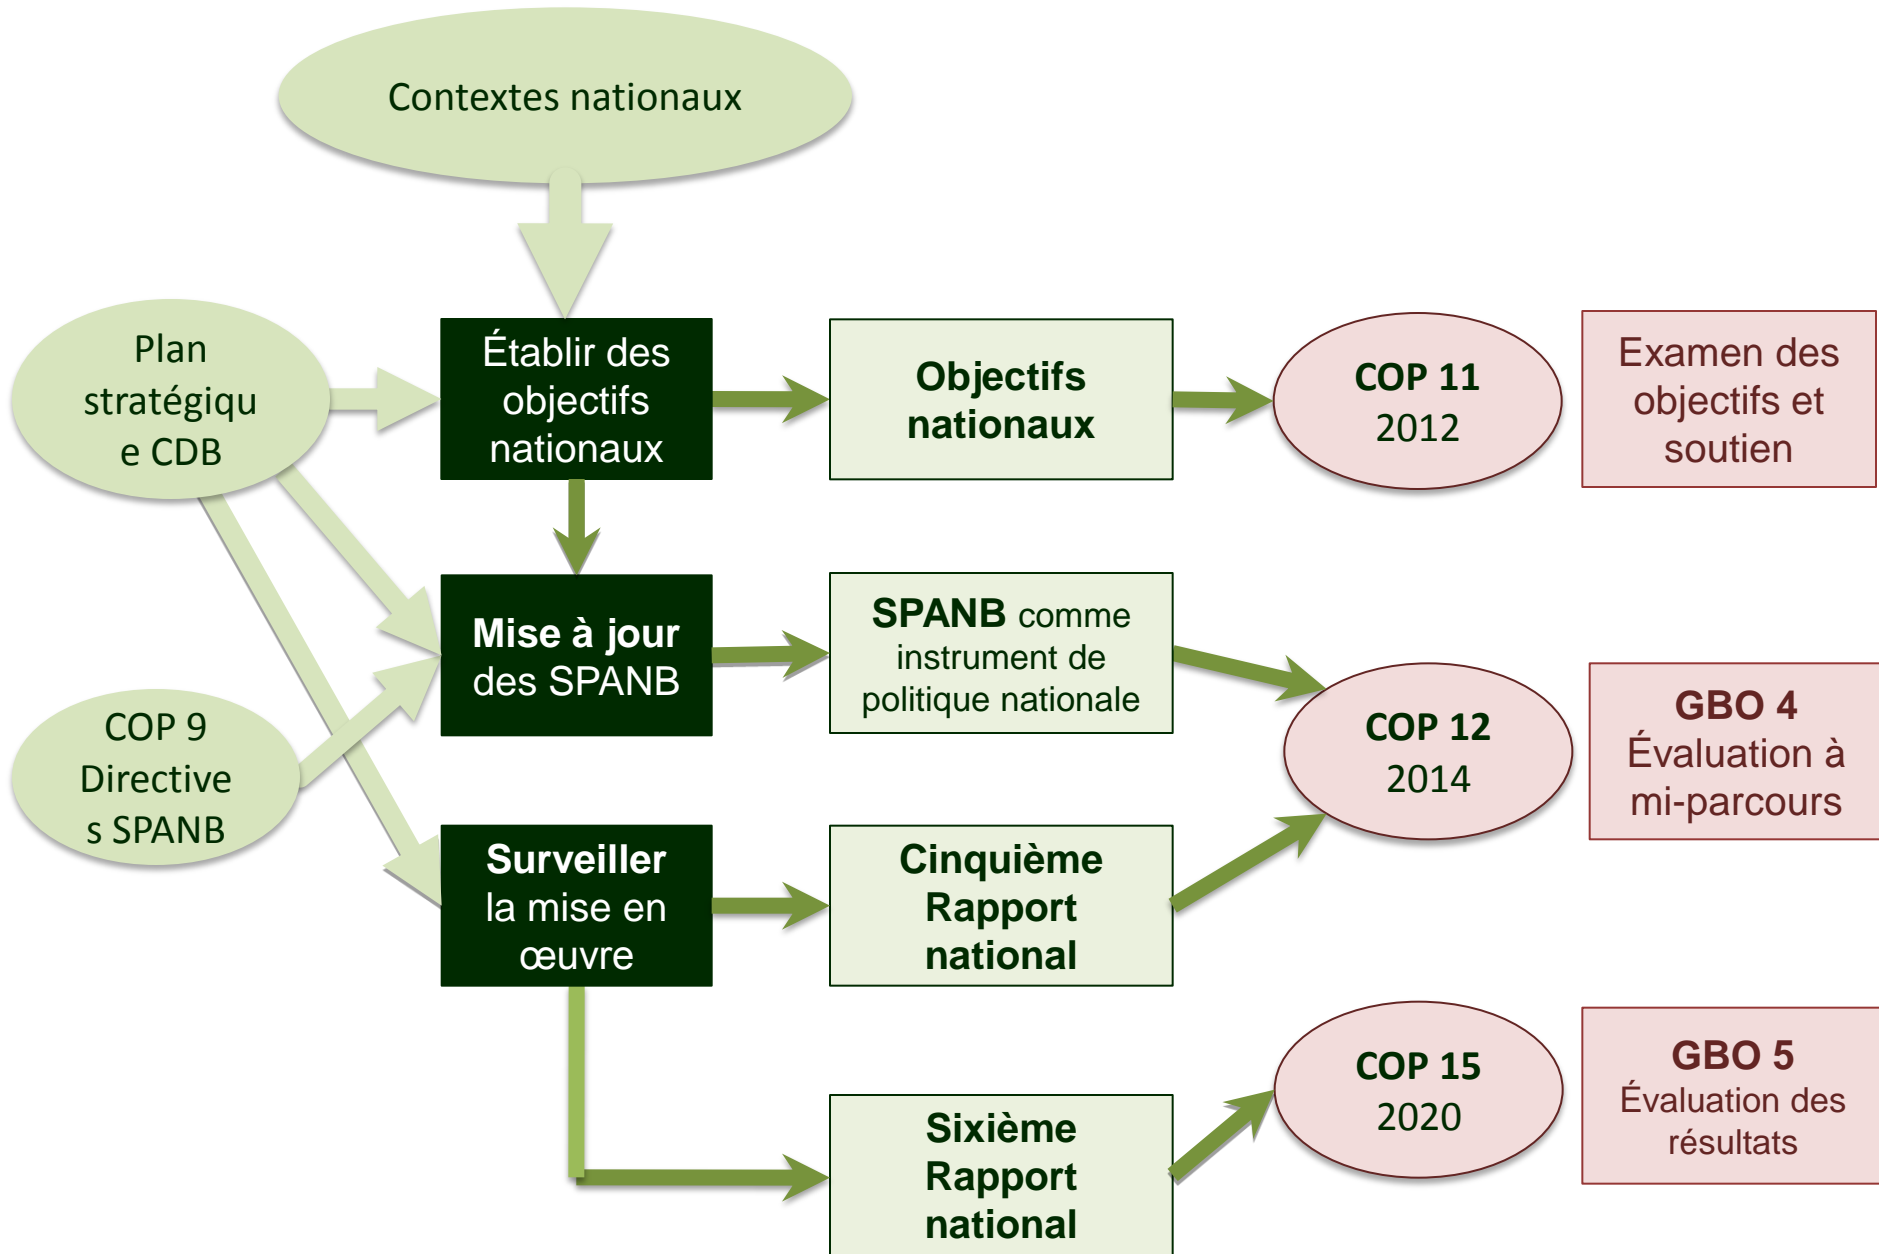 Contextes nationaux
Plan
stratégiqu
e CDB
Établir des
objectifs
nationaux
Objectifs
nationaux
COP 11
2012
Examen des
objectifs et
soutien
Mise à jour
des SPANB
SPANB comme
instrument de
politique nationale
COP 12
2014
GBO 4
Évaluation à
mi-parcours
COP 9
Directive
s SPANB
Surveiller
la mise en
œuvre
Cinquième
Rapport
national
Sixième
Rapport
national
COP 15
2020
GBO 5
Évaluation des
résultats